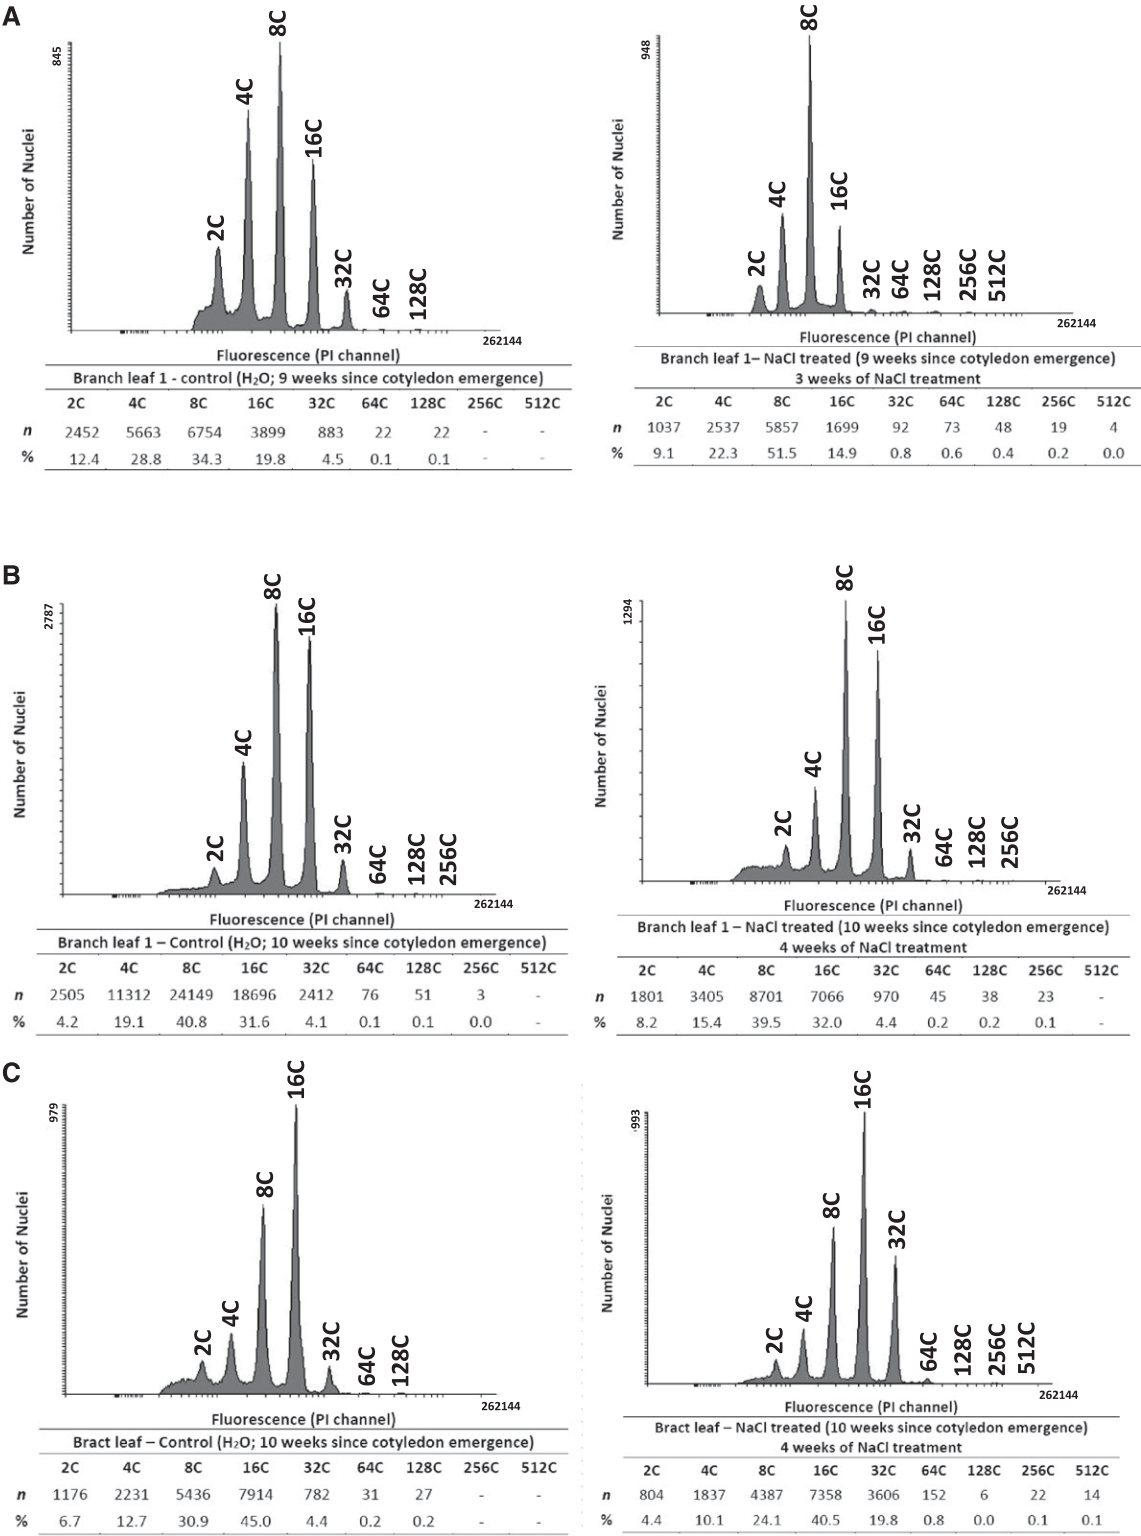 A
845
Number of Nuclei
2C
4C
8C
16C
32C
64C
128C
262144
Fluorescence (PI channel)
Branch leaf 1 - control (H₂O; 9 weeks since cotyledon emergence)
2C 4C 8C 16C 32C 64C 128C 256C 512C
n 2452 5663 6754 3899 883 22 22 - -
% 12.4 28.8 34.3 19.8 4.5 0.1 0.1 - -
948
Number of Nuclei
2C
4C
8C
16C
32C
64C
128C
256C
512C
262144
Fluorescence (PI channel)
Branch leaf 1– NaCl treated (9 weeks since cotyledon emergence)
3 weeks of NaCl treatment
2C 4C 8C 16C 32C 64C 128C 256C 512C
n 1037 2537 5857 1699 92 73 48 19 4
% 9.1 22.3 51.5 14.9 0.8 0.6 0.4 0.2 0.0
B
2787
Number of Nuclei
2C
4C
8C
16C
32C
64C
128C
256C
262144
Fluorescence (PI channel)
Branch leaf 1 – Control (H₂O; 10 weeks since cotyledon emergence)
2C 4C 8C 16C 32C 64C 128C 256C 512C
n 2505 11312 24149 18696 2412 76 51 3 -
% 4.2 19.1 40.8 31.6 4.1 0.1 0.1 0.0 -
1294
Number of Nuclei
2C
4C
8C
16C
32C
64C
128C
256C
262144
Fluorescence (PI channel)
Branch leaf 1 – NaCl treated (10 weeks since cotyledon emergence)
4 weeks of NaCl treatment
2C 4C 8C 16C 32C 64C 128C 256C 512C
n 1801 3405 8701 7066 970 45 38 23 -
% 8.2 15.4 39.5 32.0 4.4 0.2 0.2 0.1 -
C
979
Number of Nuclei
2C
4C
8C
16C
32C
64C
128C
262144
Fluorescence (PI channel)
Bract leaf – Control (H₂O; 10 weeks since cotyledon emergence)
2C 4C 8C 16C 32C 64C 128C 256C 512C
n 1176 2231 5436 7914 782 31 27 - -
% 6.7 12.7 30.9 45.0 4.4 0.2 0.2 - -
993
Number of Nuclei
2C
4C
8C
16C
32C
64C
128C
256C
512C
262144
Fluorescence (PI channel)
Bract leaf – NaCl treated (10 weeks since cotyledon emergence)
4 weeks of NaCl treatment
2C 4C 8C 16C 32C 64C 128C 256C 512C
n 804 1837 4387 7358 3606 152 6 22 14
% 4.4 10.1 24.1 40.5 19.8 0.8 0.0 0.1 0.1